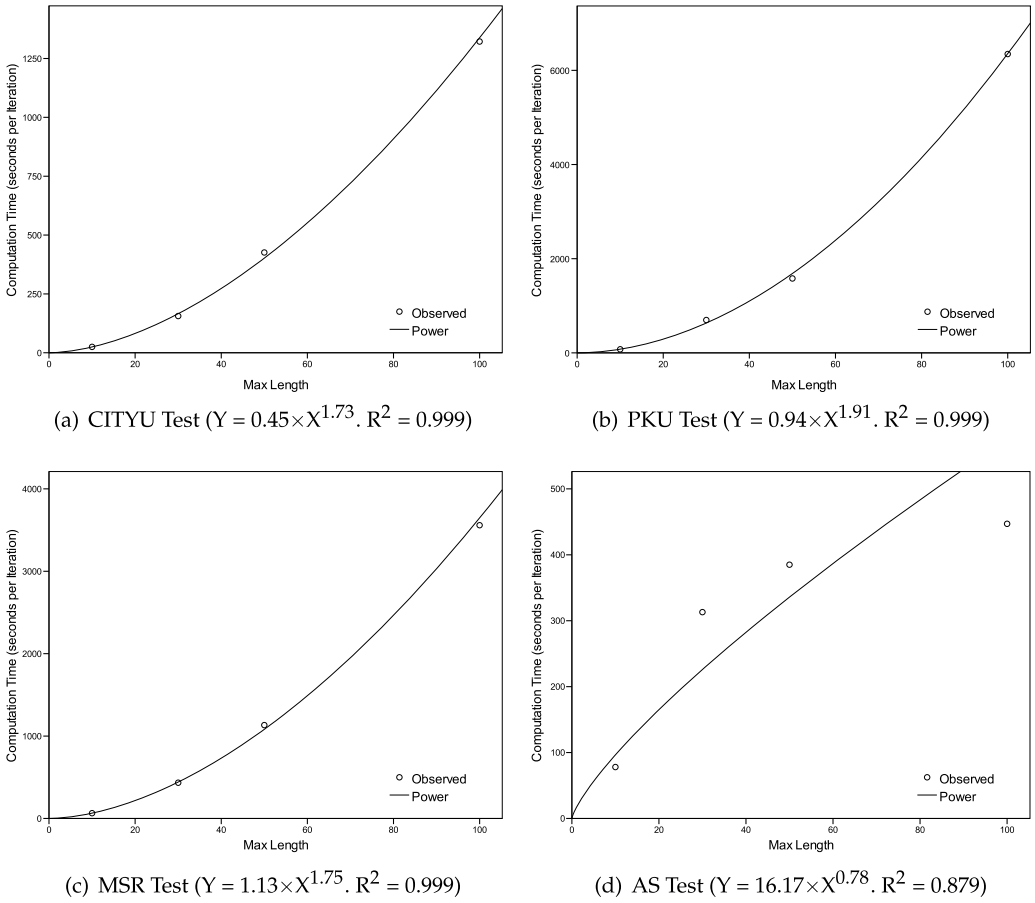 1250
1000
750
500
250
0
Computation Time (seconds per Iteration)
0 20 40 60 80 100
Max Length
Observed
Power
(a) CITYU Test (Y = 0.45×X^1.73. R^2 = 0.999)
6000
4000
2000
0
Computation Time (seconds per Iteration)
0 20 40 60 80 100
Max Length
Observed
Power
(b) PKU Test (Y = 0.94×X^1.91. R^2 = 0.999)
4000
3000
2000
1000
0
Computation Time (seconds per Iteration)
0 20 40 60 80 100
Max Length
Observed
Power
(c) MSR Test (Y = 1.13×X^1.75. R^2 = 0.999)
500
400
300
200
100
0
Computation Time (seconds per Iteration)
0 20 40 60 80 100
Max Length
Observed
Power
(d) AS Test (Y = 16.17×X^0.78. R^2 = 0.879)